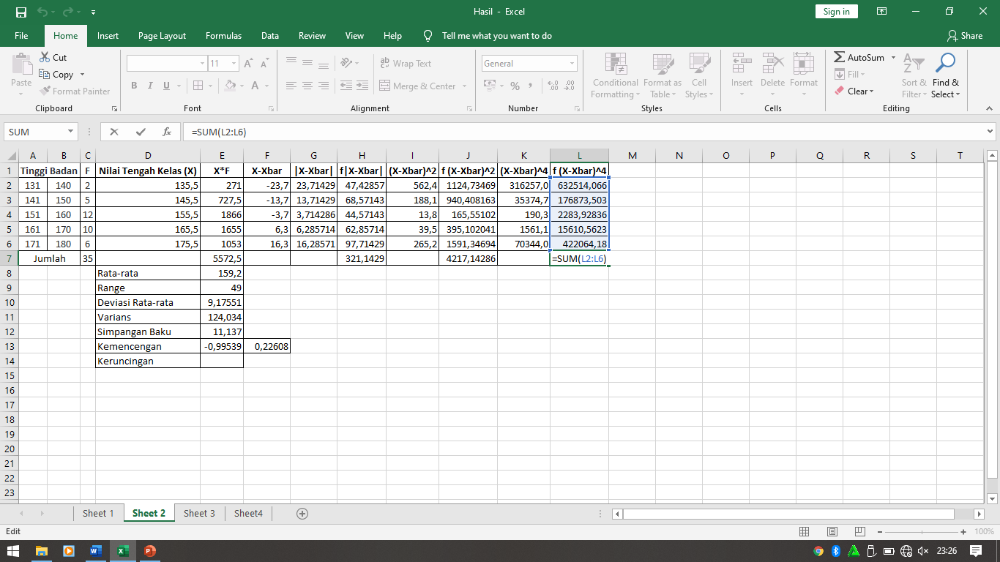 Hasil - Excel
Sign in
File Home Insert Page Layout Formulas Data Review View Help Tell me what you want to do Share
Paste Cut Copy Format Painter Clipboard
11 B I U A A Font
ab Wrap Text Merge & Center Alignment
General % , Number
Conditional Formatting Format as Table Cell Styles Styles
Insert Delete Format Cells
AutoSum Fill Clear Sort & Filter Find & Select Editing
SUM fx =SUM(L2:L6)
A B C D E F G H I J K L M N O P Q R S T
1 Tinggi Badan F Nilai Tengah Kelas (X) X*F X-Xbar |X-Xbar| f|X-Xbar| (X-Xbar)^2 f (X-Xbar)^2 (X-Xbar)^4 f (X-Xbar)^4
2 131 140 2 135,5 271 -23,7 23,71429 47,42857 562,4 1124,73469 316257,0 632514,066
3 141 150 5 145,5 727,5 -13,7 13,71429 68,57143 188,1 940,408163 35374,7 176873,503
4 151 160 12 155,5 1866 -3,7 3,714286 44,57143 13,8 165,55102 190,3 2283,92836
5 161 170 10 165,5 1655 6,3 6,285714 62,85714 39,5 395,102041 1561,1 15610,5623
6 171 180 6 175,5 1053 16,3 16,28571 97,71429 265,2 1591,34694 70344,0 422064,18
7 Jumlah 35 5572,5 321,1429 4217,14286 =SUM(L2:L6)
8 Rata-rata 159,2
9 Range 49
10 Deviasi Rata-rata 9,17551
11 Varians 124,034
12 Simpangan Baku 11,137
13 Kemencengan -0,99539 0,22608
14 Keruncingan
15
16
17
18
19
20
21
22
23
Sheet 1 Sheet 2 Sheet 3 Sheet4
Edit 100%
23:26